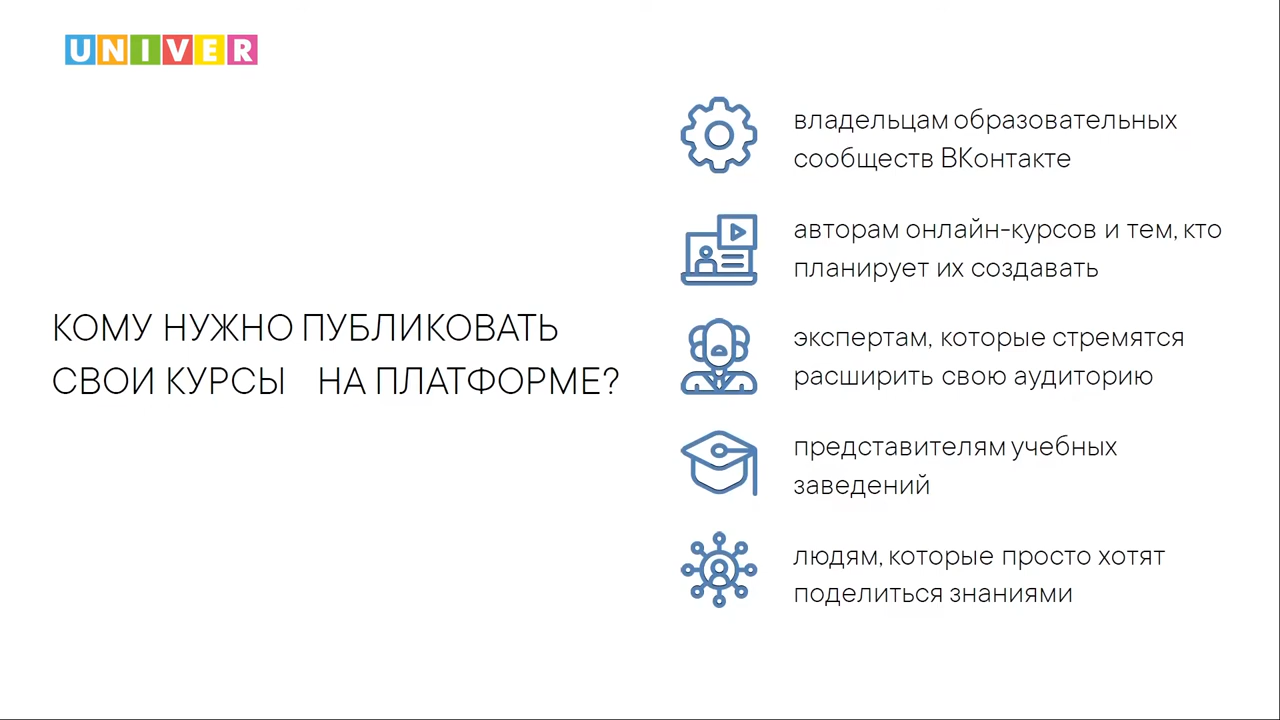 UNIVER
КОМУ НУЖНО ПУБЛИКОВАТЬ
СВОИ КУРСЫ НА ПЛАТФОРМЕ?
владельцам образовательных
сообществ ВКонтакте
авторам онлайн-курсов и тем, кто
планирует их создавать
экспертам, которые стремятся
расширить свою аудиторию
представителям учебных
заведений
людям, которые просто хотят
поделиться знаниями